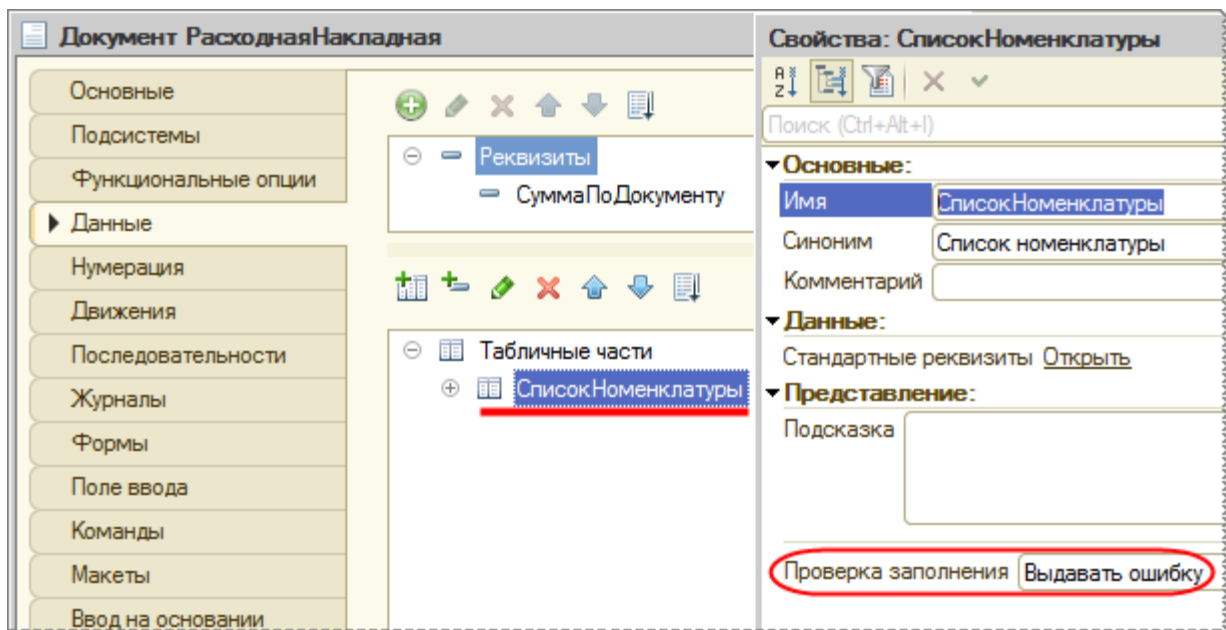 Документ РасходнаяНакладная
Основные
Подсистемы
Функциональные опции
Данные
Нумерация
Движения
Последовательности
Журналы
Формы
Поле ввода
Команды
Макеты
Ввод на основании
Реквизиты
СуммаПоДокументу
Табличные части
СписокНоменклатуры
Свойства: СписокНоменклатуры
Поиск (Ctrl+Alt+I)
Основные:
Имя СписокНоменклатуры
Синоним Список номенклатуры
Комментарий
Данные:
Стандартные реквизиты Открыть
Представление:
Подсказка
Проверка заполнения Выдавать ошибку